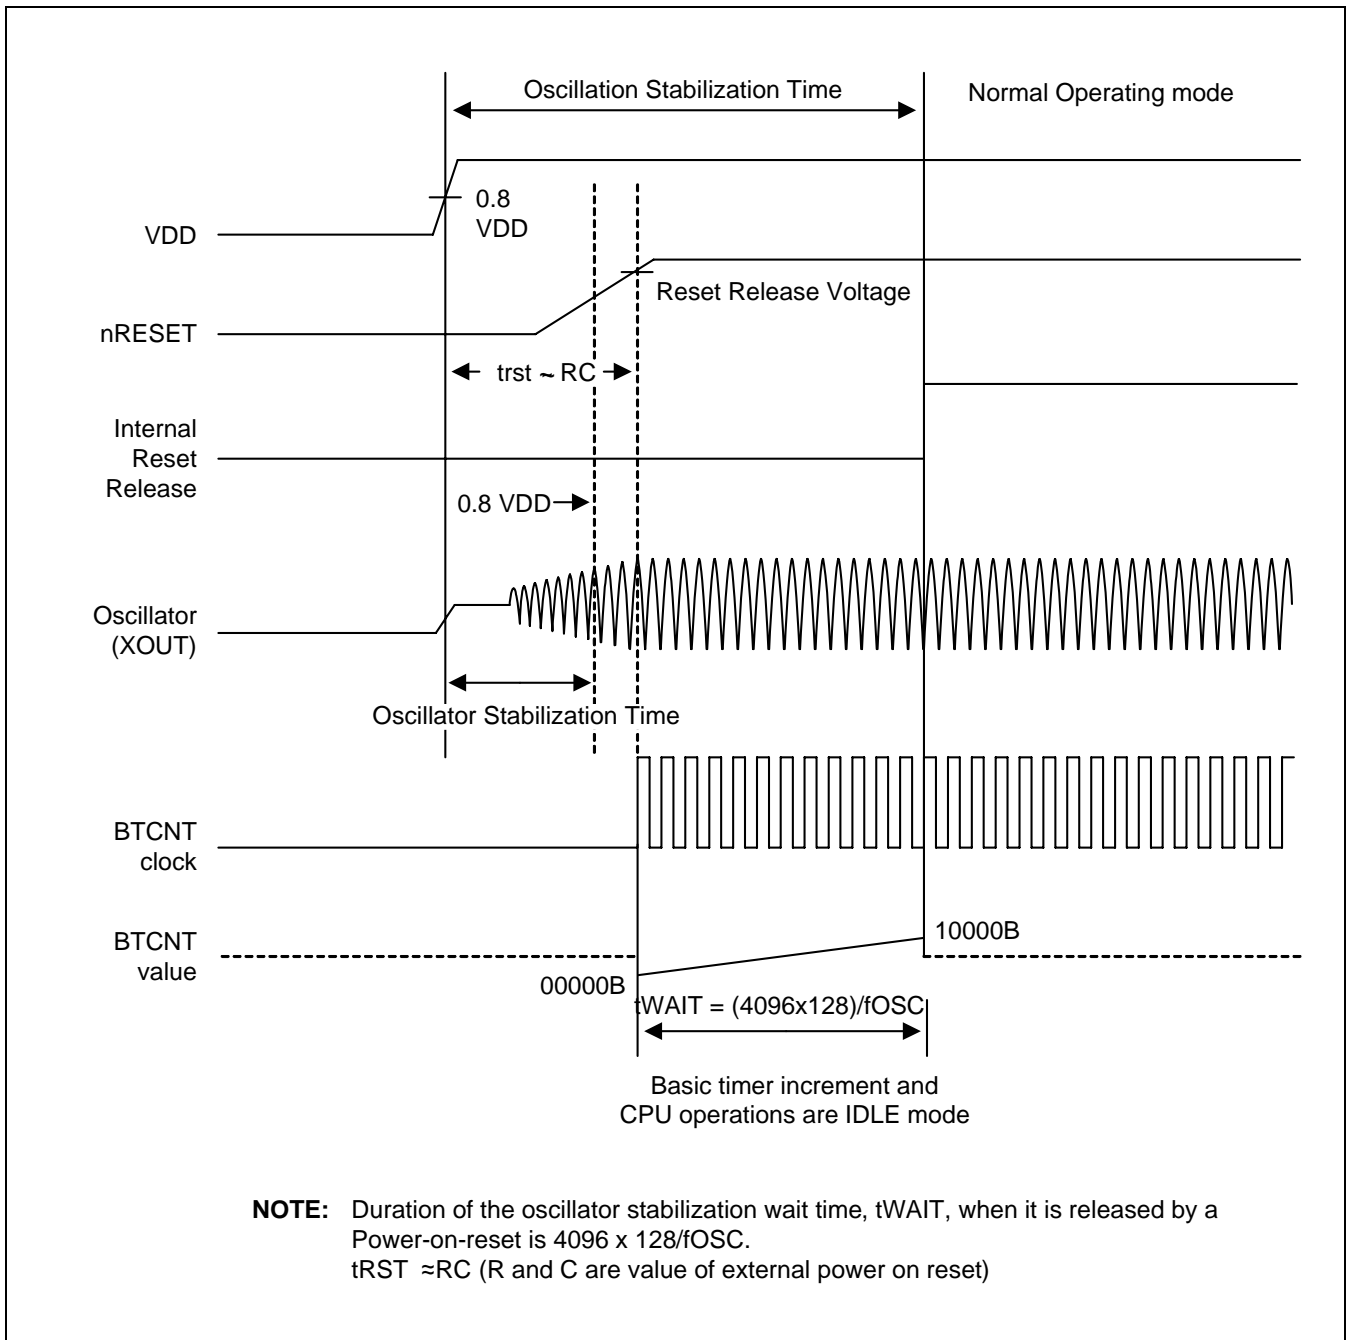 Oscillation Stabilization Time
Normal Operating mode
0.8
VDD
VDD
Reset Release Voltage
nRESET
trst ~ RC
Internal
Reset
Release
0.8 VDD
Oscillator
(XOUT)
Oscillator Stabilization Time
BTCNT
clock
BTCNT
value
10000B
00000B
tWAIT = (4096x128)/fOSC
Basic timer increment and
CPU operations are IDLE mode
NOTE: Duration of the oscillator stabilization wait time, tWAIT, when it is released by a
Power-on-reset is 4096 x 128/fOSC.
tRST ≈RC (R and C are value of external power on reset)